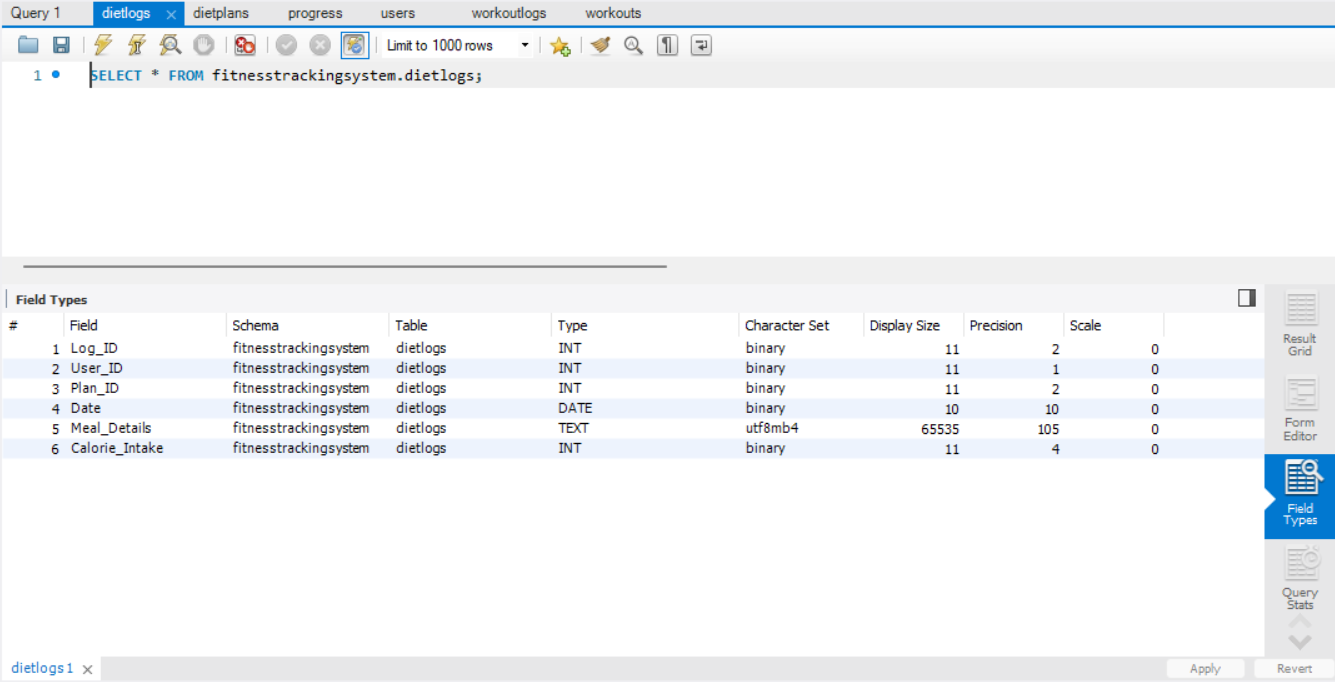 Query 1 dietlogs dietplans progress users workoutlogs workouts
Limit to 1000 rows
1 SELECT * FROM fitnesstrackingsystem.dietlogs;
Field Types
# Field Schema Table Type Character Set Display Size Precision Scale
1 Log_ID fitnesstrackingsystem dietlogs INT binary 11 2 0
2 User_ID fitnesstrackingsystem dietlogs INT binary 11 1 0
3 Plan_ID fitnesstrackingsystem dietlogs INT binary 11 2 0
4 Date fitnesstrackingsystem dietlogs DATE binary 10 10 0
5 Meal_Details fitnesstrackingsystem dietlogs TEXT utf8mb4 65535 105 0
6 Calorie_Intake fitnesstrackingsystem dietlogs INT binary 11 4 0
Result
Grid
Form
Editor
Field
Types
Query
Stats
dietlogs 1
Apply Revert